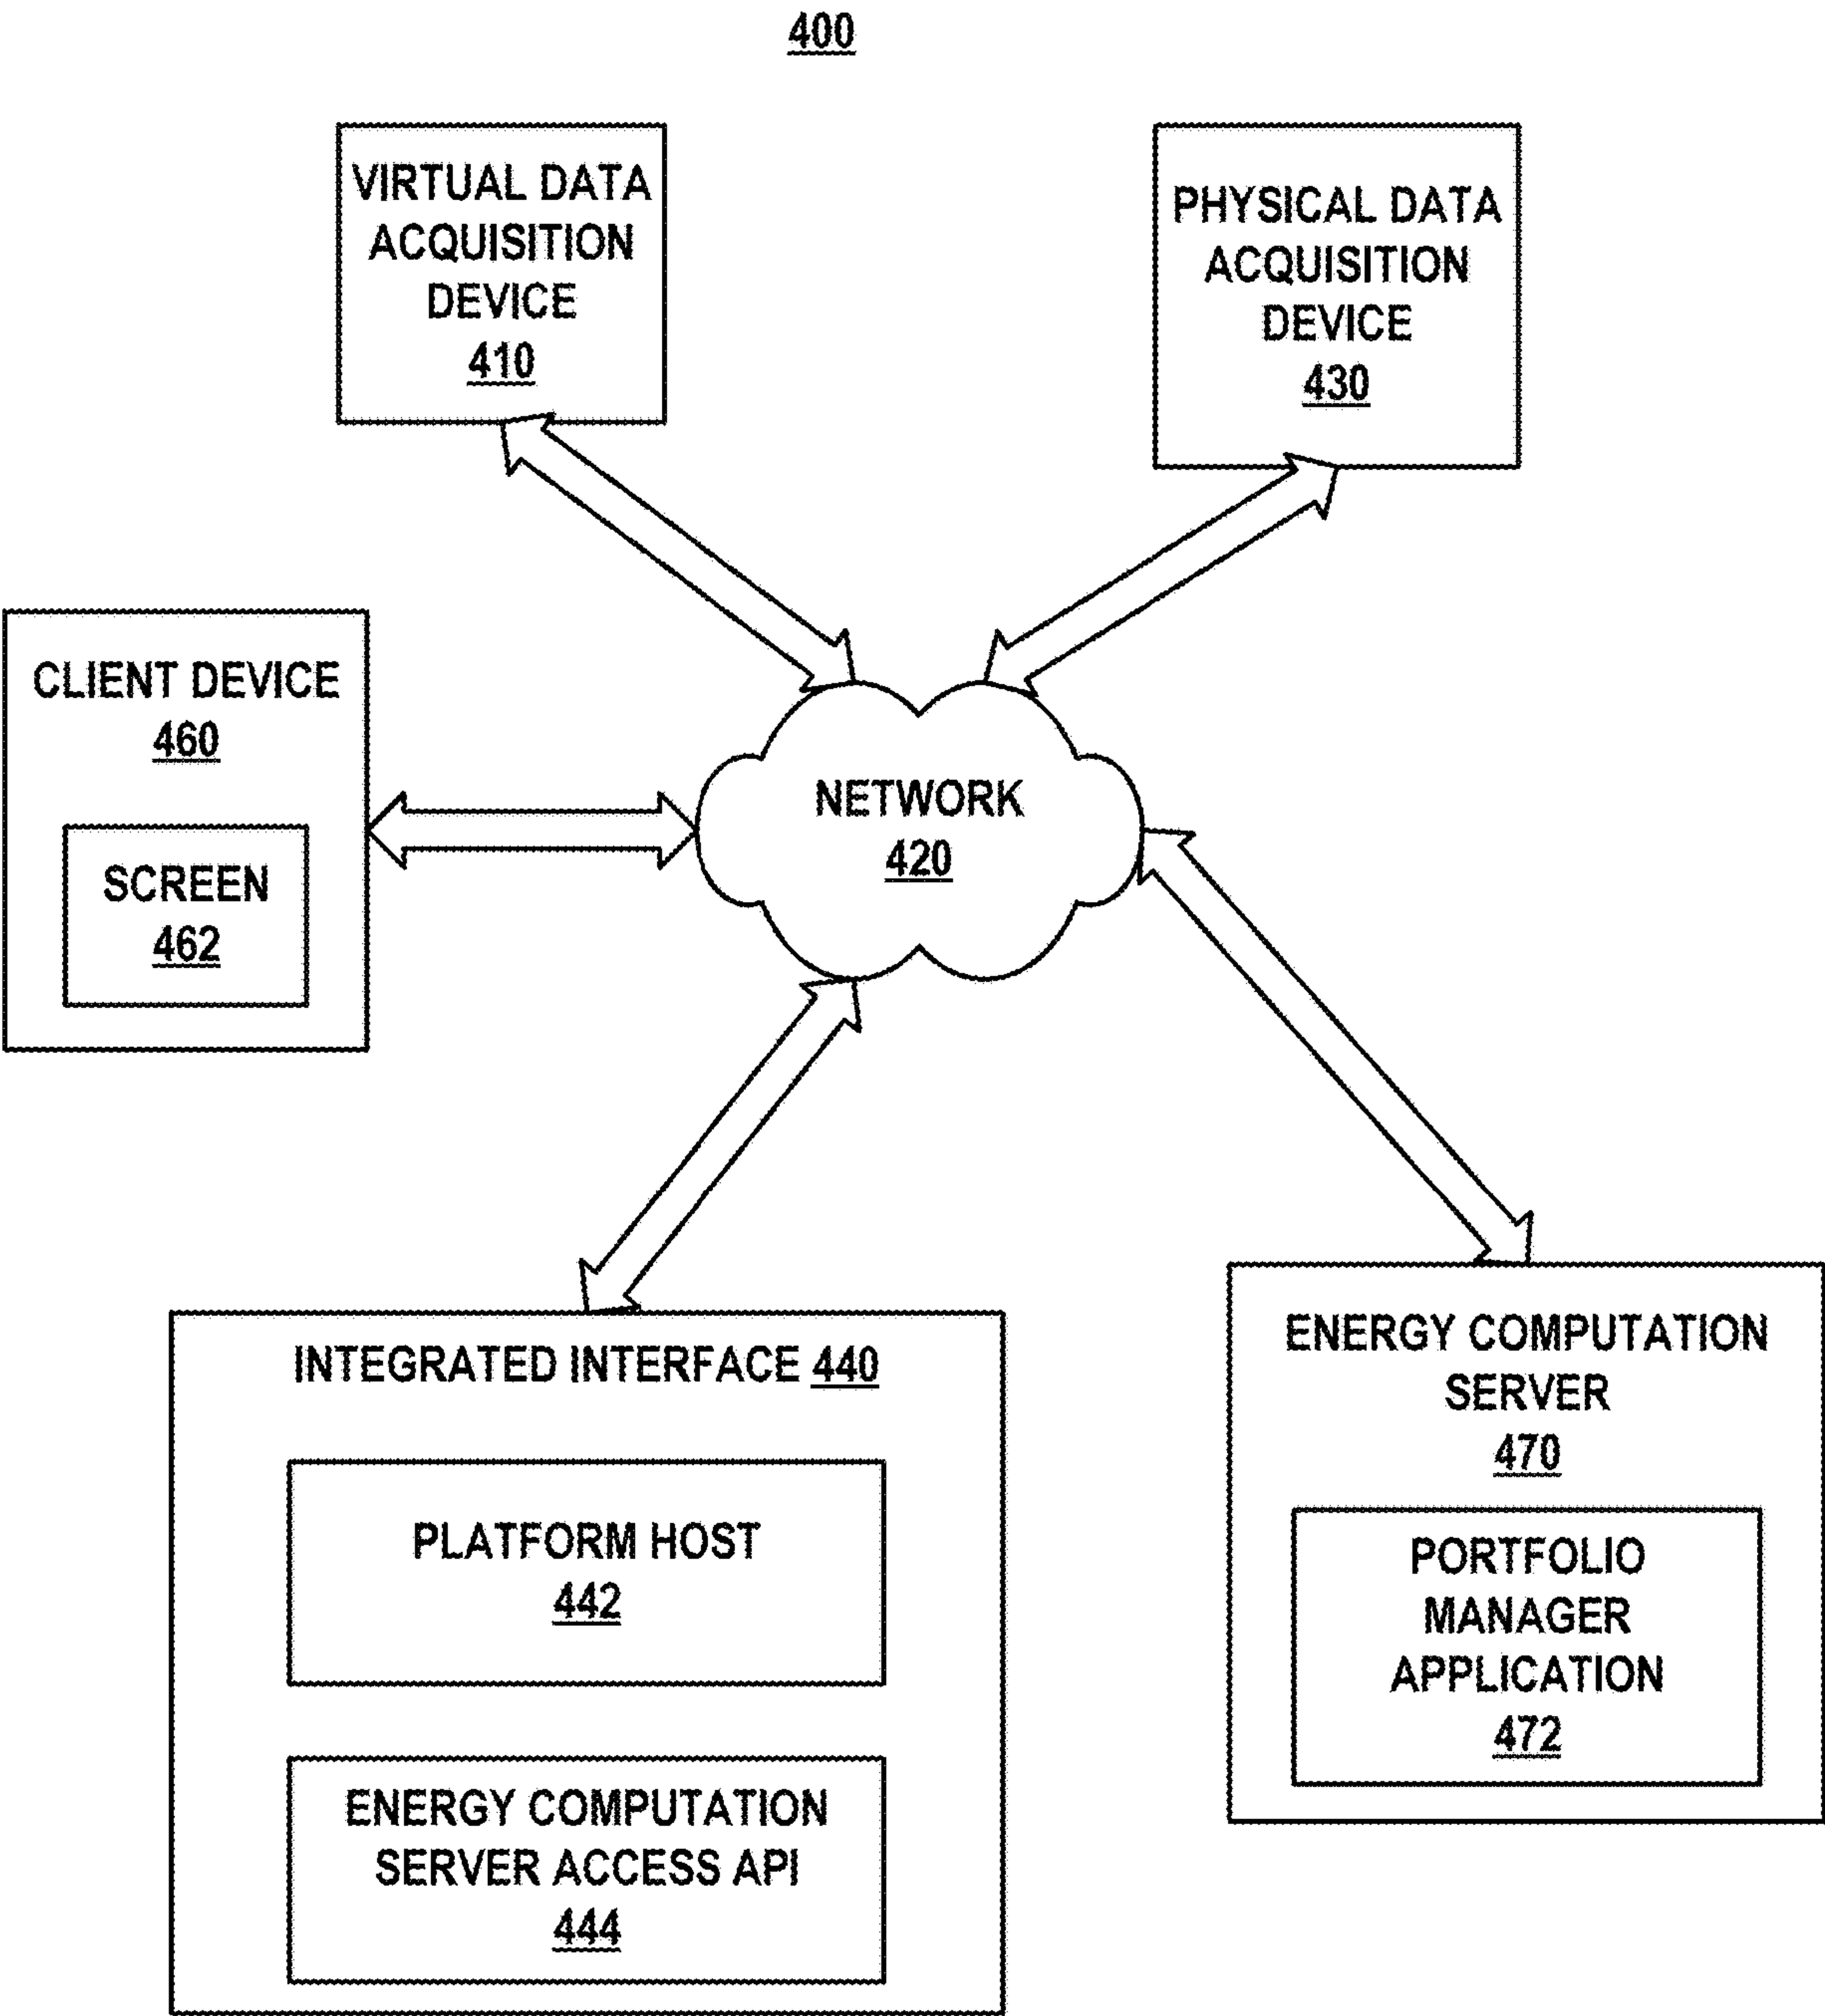 400
VIRTUAL DATA
ACQUISITION
DEVICE
410
PHYSICAL DATA
ACQUISITION
DEVICE
430
CLIENT DEVICE
460
SCREEN
462
NETWORK
420
INTEGRATED INTERFACE 440
PLATFORM HOST
442
ENERGY COMPUTATION
SERVER ACCESS API
444
ENERGY COMPUTATION
SERVER
470
PORTFOLIO
MANAGER
APPLICATION
472